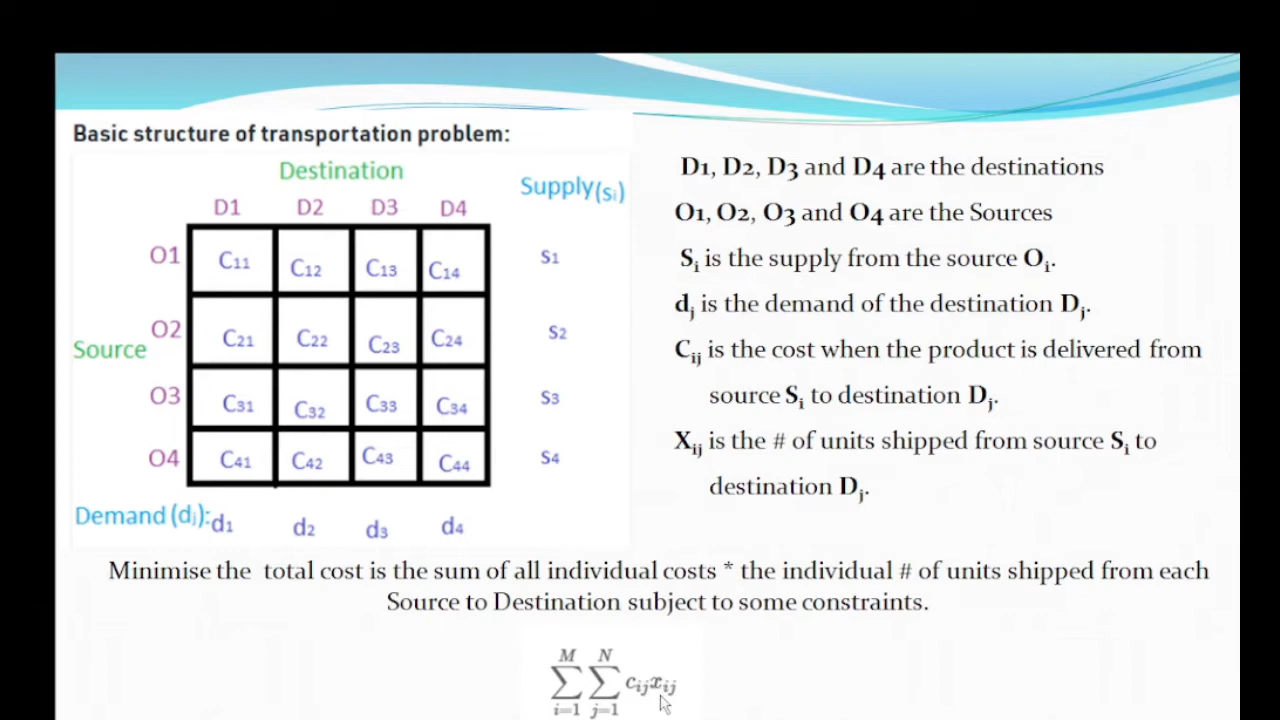 Basic structure of transportation problem:
Destination
Supply(si)
D1 D2 D3 D4
O1 C11 C12 C13 C14 s1
O2 C21 C22 C23 C24 s2
Source
O3 C31 C32 C33 C34 s3
O4 C41 C42 C43 C44 s4
Demand (dj): d1 d2 d3 d4
D1, D2, D3 and D4 are the destinations
O1, O2, O3 and O4 are the Sources
Si is the supply from the source Oi.
dj is the demand of the destination Dj.
Cij is the cost when the product is delivered from
source Si to destination Dj.
Xij is the # of units shipped from source Si to
destination Dj.
Minimise the total cost is the sum of all individual costs * the individual # of units shipped from each
Source to Destination subject to some constraints.
M N
∑ ∑ cijxij
i=1 j=1